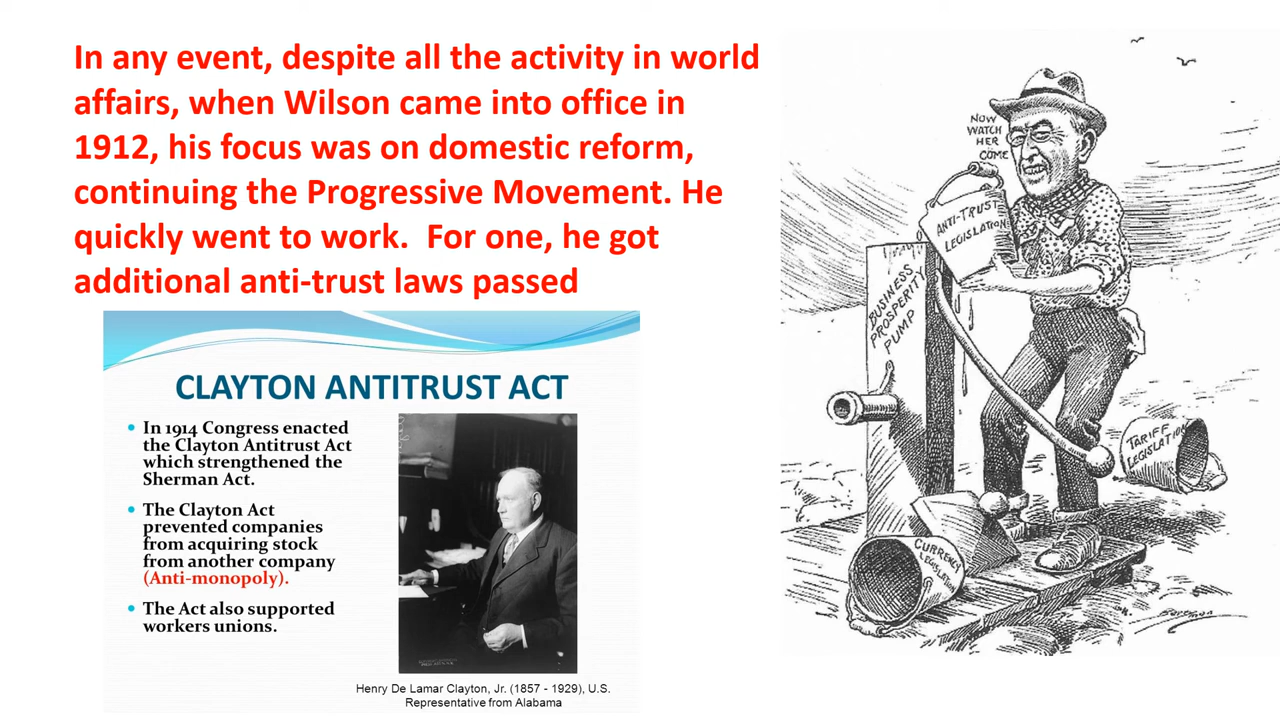 In any event, despite all the activity in world
affairs, when Wilson came into office in
1912, his focus was on domestic reform,
continuing the Progressive Movement. He
quickly went to work.  For one, he got
additional anti-trust laws passed
CLAYTON ANTITRUST ACT
• In 1914 Congress enacted
the Clayton Antitrust Act
which strengthened the
Sherman Act.
• The Clayton Act
prevented companies
from acquiring stock
from another company
(Anti-monopoly).
• The Act also supported
workers unions.
Henry De Lamar Clayton, Jr. (1857 - 1929), U.S.
Representative from Alabama
NOW
WATCH
HER
COME
ANTI-TRUST
LEGISLATION
BUSINESS
PROSPERITY
PUMP
TARIFF
LEGISLATION
CURRENCY
LEGISLATION